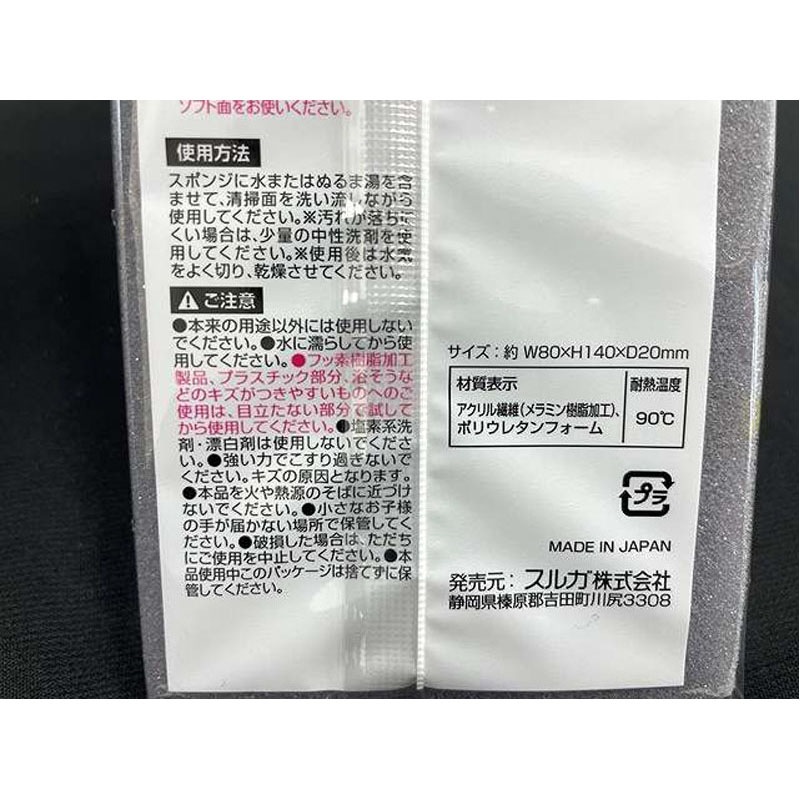 ソフト面をお使いください。
使用方法
スポンジに水またはぬるま湯を含
ませて、清掃面を洗い流しながら
使用してください。※汚れが落ちに
くい場合は、少量の中性洗剤を使
用してください。※使用後は水気
をよく切り、乾燥させてください。
ご注意
●本来の用途以外には使用しない
でください。●水に濡らしてから使
用してください。●フッ素樹脂加工
製品、プラスチック部分、浴そうな
どのキズがつきやすいものへのご
使用は、目立たない部分で試して
から使用してください。●塩素系洗
剤・漂白剤は使用しないでくださ
い。●強い力でこすり過ぎないで
ください。キズの原因となります。
●本品を火や熱源のそばに近づけ
ないでください。●小さなお子様
の手が届かない場所で保管してく
ださい。●破損した場合は、ただち
にご使用を中止してください。●本
品使用中このパッケージは捨てずに保
管してください。
サイズ：約 W80×H140×D20mm
材質表示 耐熱温度
アクリル繊維(メラミン樹脂加工)、
ポリウレタンフォーム 90℃
プラ
MADE IN JAPAN
発売元：スルガ株式会社
静岡県榛原郡吉田町川尻3308